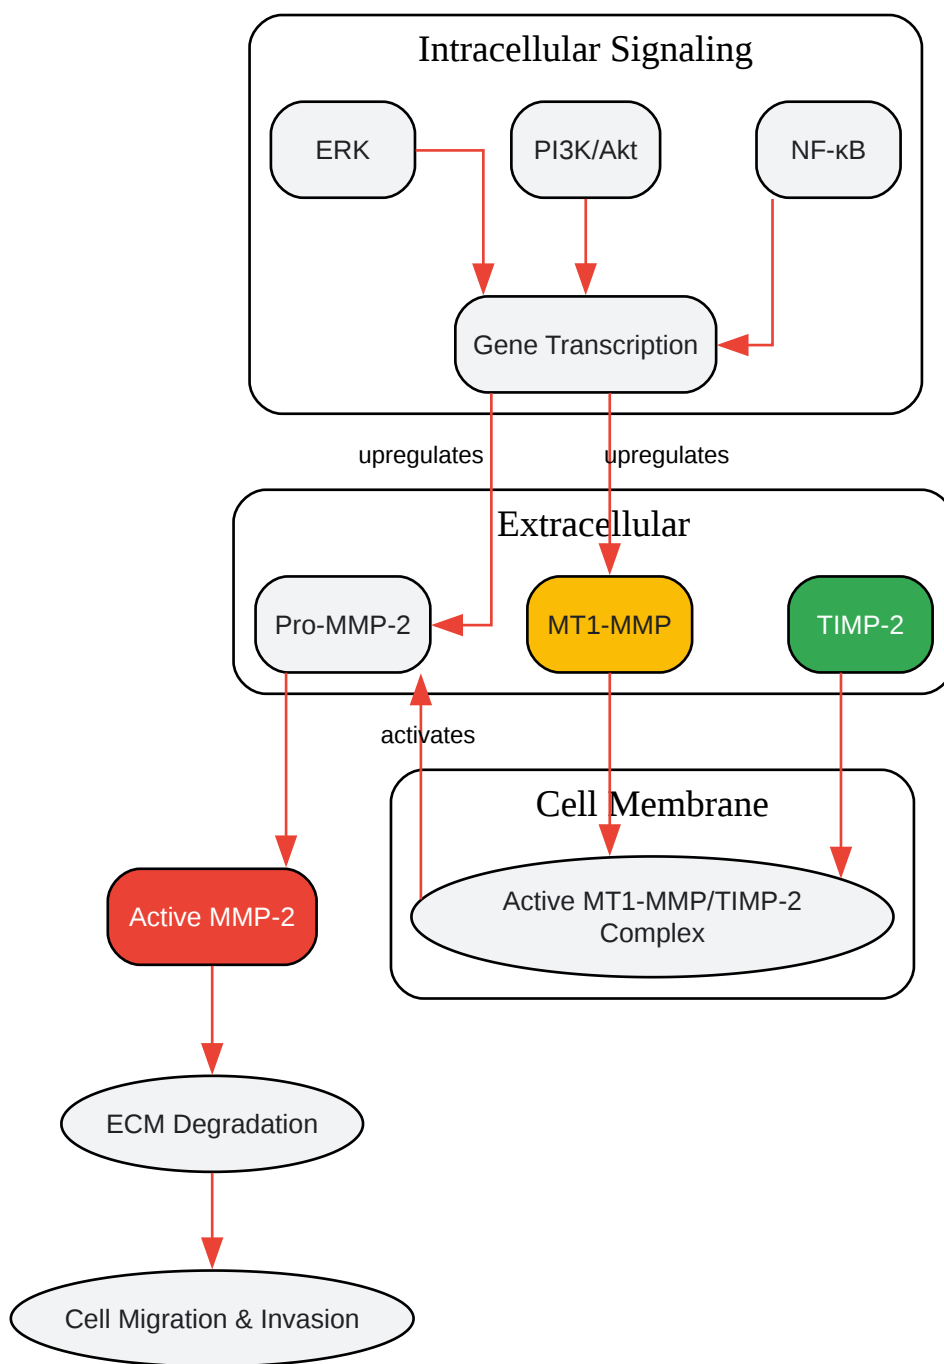 Intracellular Signaling
ERK
PI3K/Akt
NF-κB
Gene Transcription
upregulates
upregulates
Extracellular
Pro-MMP-2
MT1-MMP
TIMP-2
activates
Cell Membrane
Active MT1-MMP/TIMP-2
Complex
Active MMP-2
ECM Degradation
Cell Migration & Invasion